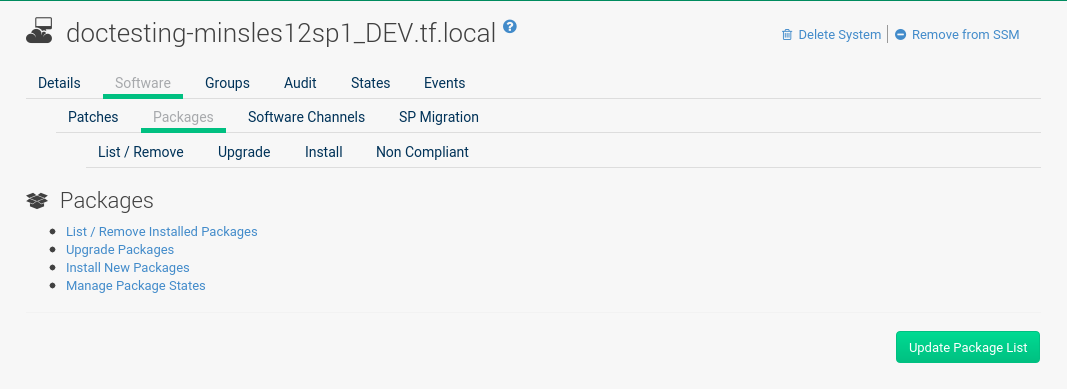 doctesting-minsles12sp1_DEV.tf.local ?
Delete System | Remove from SSM
Details Software Groups Audit States Events
Patches Packages Software Channels SP Migration
List / Remove Upgrade Install Non Compliant
Packages
List / Remove Installed Packages
Upgrade Packages
Install New Packages
Manage Package States
Update Package List